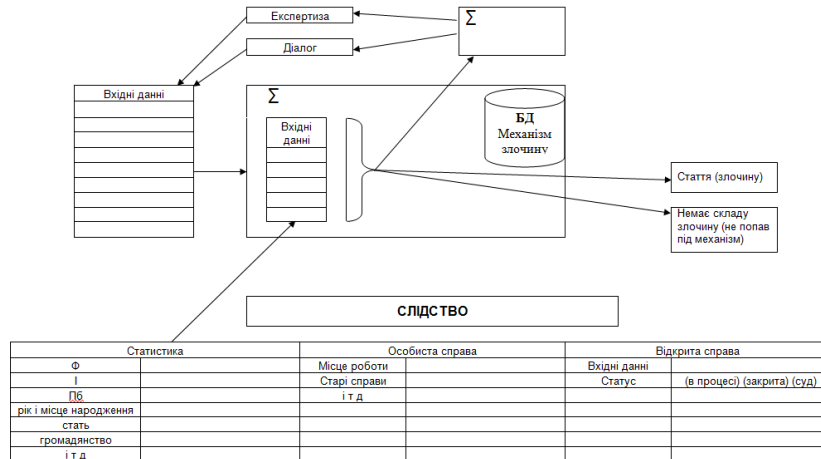 Експертиза
Σ
Діалог
Вхідні данні
Σ
БД
Механізм
злочину
Вхідні
данні
Стаття (злочину)
Немає складу
злочину (не попав
під механізм)
СЛІДСТВО
Статистика Особиста справа Відкрита справа
Ф Місце роботи Вхідні данні
І Старі справи Статус (в процесі) (закрита) (суд)
Пб і т д
рік і місце народження
стать
громадянство
і т д